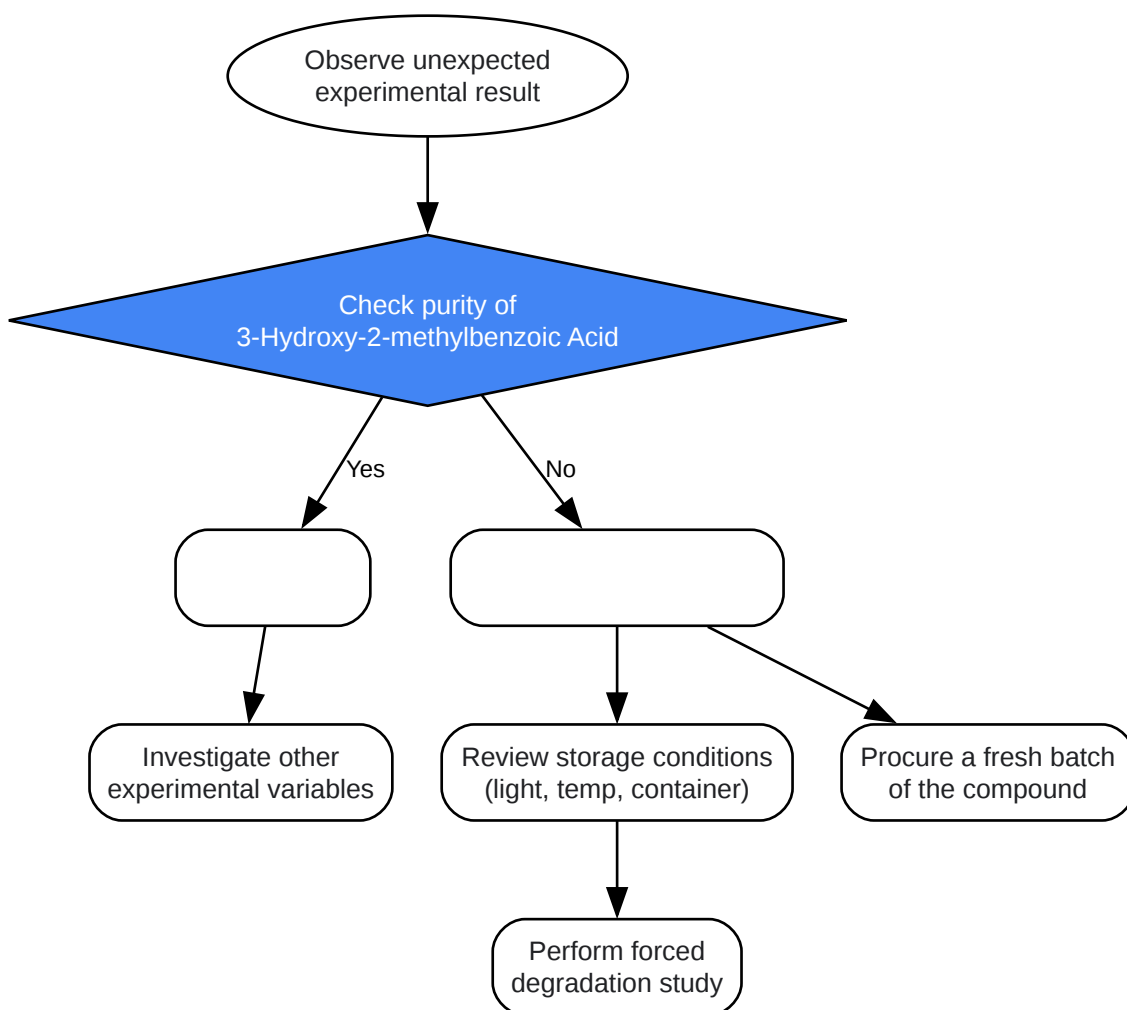 Observe unexpected
experimental result
Check purity of
3-Hydroxy-2-methylbenzoic Acid
Yes
No
Investigate other
experimental variables
Review storage conditions
(light, temp, container)
Procure a fresh batch
of the compound
Perform forced
degradation study